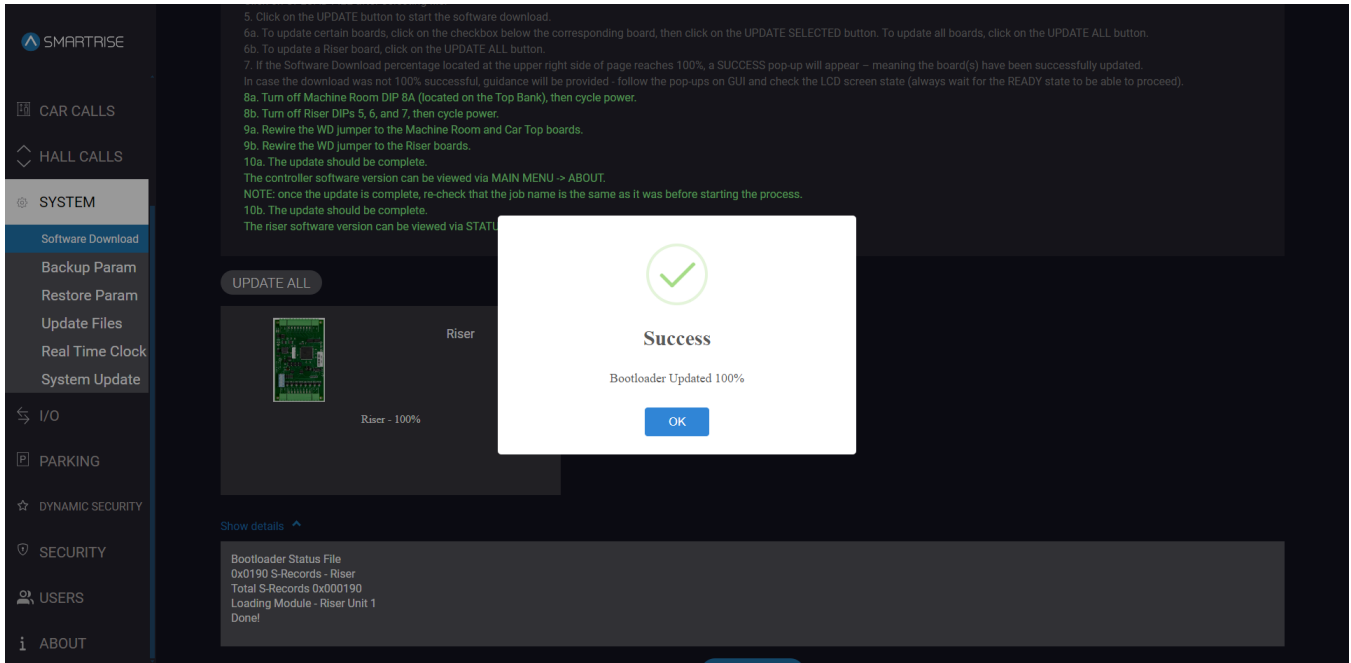 SMARTRISE
CAR CALLS
HALL CALLS
SYSTEM
Software Download
Backup Param
Restore Param
Update Files
Real Time Clock
System Update
I/O
PARKING
DYNAMIC SECURITY
SECURITY
USERS
ABOUT
5. Click on the UPDATE button to start the software download.
6a. To update certain boards, click on the checkbox below the corresponding board, then click on the UPDATE SELECTED button. To update all boards, click on the UPDATE ALL button.
6b. To update a Riser board, click on the UPDATE ALL button.
7. If the Software Download percentage located at the upper right side of page reaches 100%, a SUCCESS pop-up will appear – meaning the board(s) have been successfully updated.
In case the download was not 100% successful, guidance will be provided - follow the pop-ups on GUI and check the LCD screen state (always wait for the READY state to be able to proceed).
8a. Turn off Machine Room DIP 8A (located on the Top Bank), then cycle power.
8b. Turn off Riser DIPs 5, 6, and 7, then cycle power.
9a. Rewire the WD jumper to the Machine Room and Car Top boards.
9b. Rewire the WD jumper to the Riser boards.
10a. The update should be complete.
The controller software version can be viewed via MAIN MENU -> ABOUT.
NOTE: once the update is complete, re-check that the job name is the same as it was before starting the process.
10b. The update should be complete.
The riser software version can be viewed via STATU
UPDATE ALL
Riser
Riser - 100%
Success
Bootloader Updated 100%
OK
Show details
Bootloader Status File
0x0190 S-Records - Riser
Total S-Records 0x000190
Loading Module - Riser Unit 1
Done!